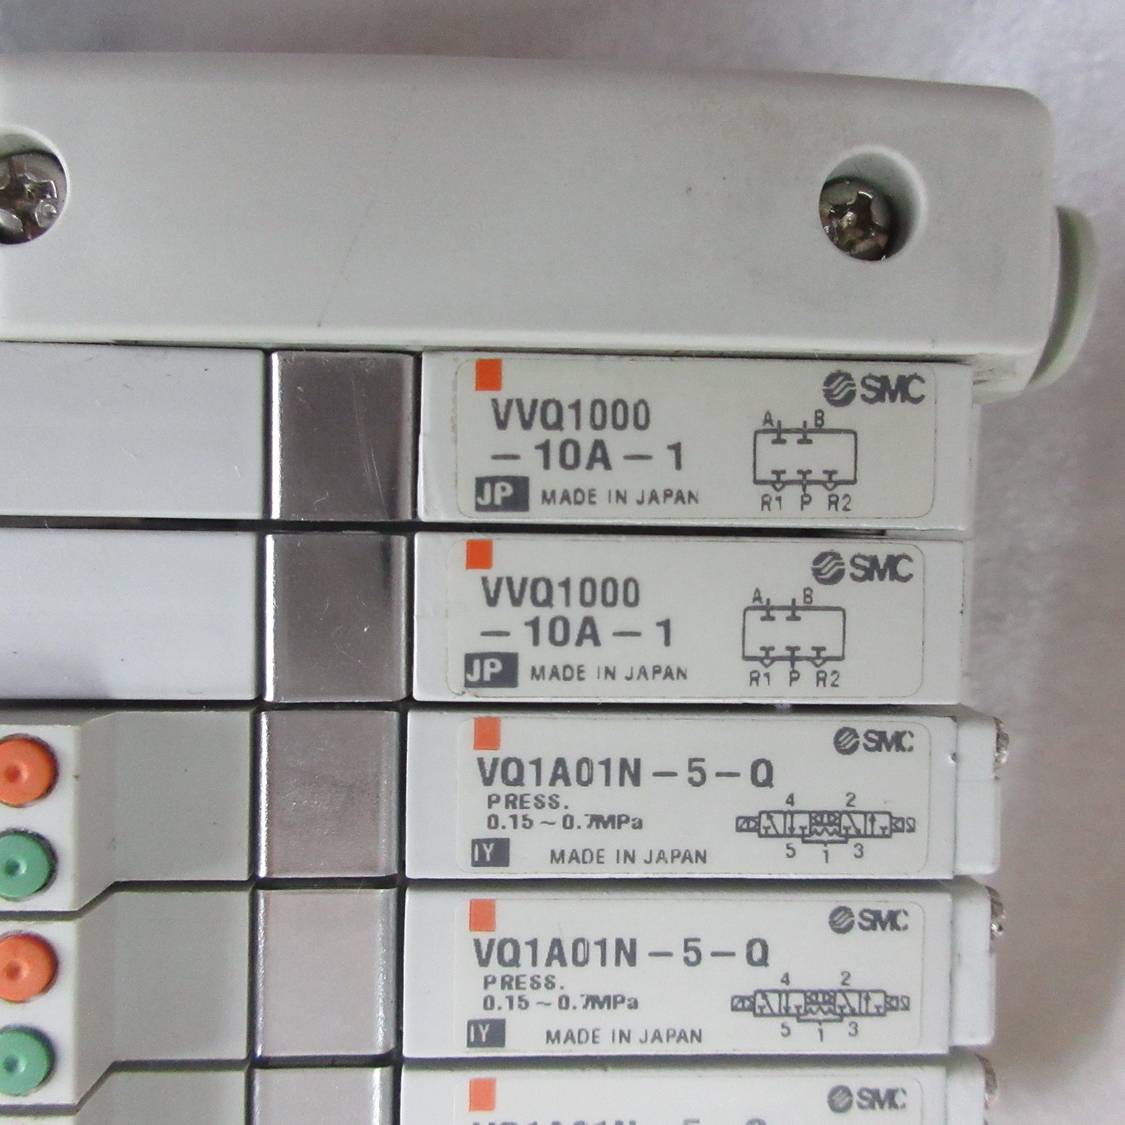 SMC
VVQ1000
-10A-1
A B
R1 P R2
JP MADE IN JAPAN
SMC
VVQ1000
-10A-1
A B
R1 P R2
JP MADE IN JAPAN
SMC
VQ1A01N-5-Q
PRESS.
0.15~0.7MPa
4 2
5 1 3
IY MADE IN JAPAN
SMC
VQ1A01N-5-Q
PRESS.
0.15~0.7MPa
4 2
5 1 3
IY MADE IN JAPAN
SMC